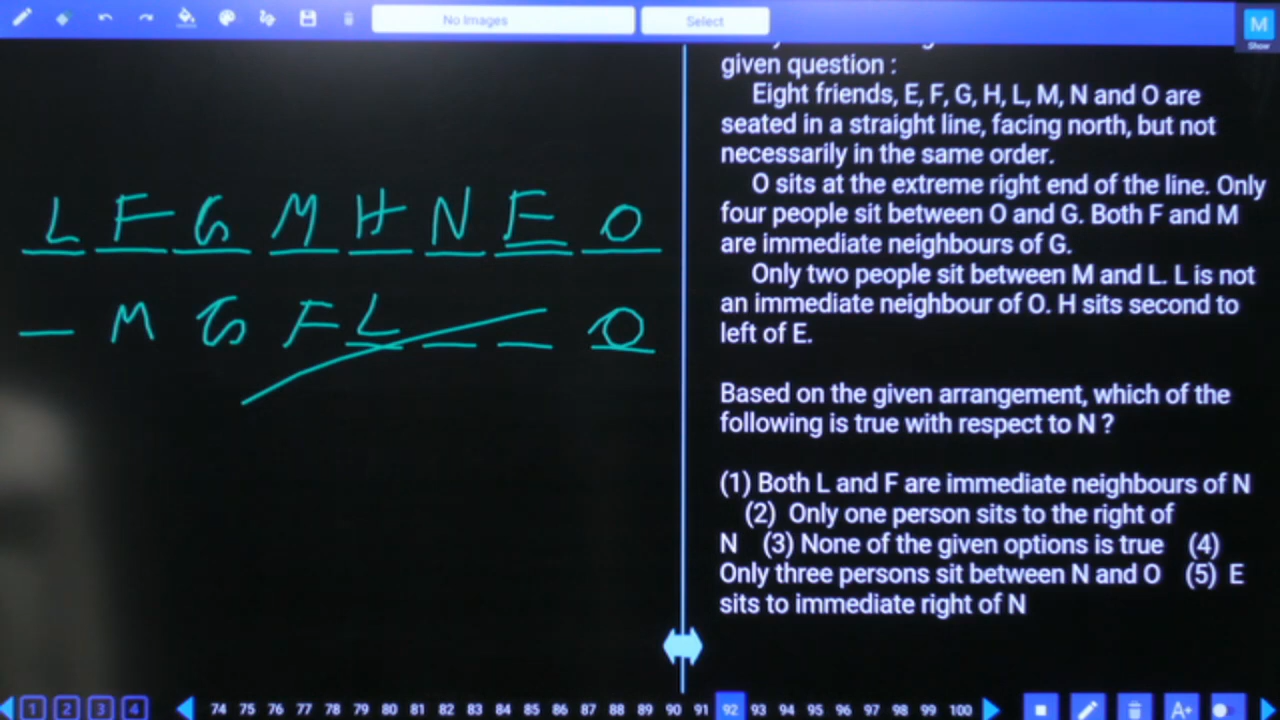 No Images
Select
M
Show
given question :
Eight friends, E, F, G, H, L, M, N and O are
seated in a straight line, facing north, but not
necessarily in the same order.
O sits at the extreme right end of the line. Only
four people sit between O and G. Both F and M
are immediate neighbours of G.
Only two people sit between M and L. L is not
an immediate neighbour of O. H sits second to
left of E.
Based on the given arrangement, which of the
following is true with respect to N ?
(1) Both L and F are immediate neighbours of N
(2) Only one person sits to the right of
N (3) None of the given options is true (4)
Only three persons sit between N and O (5) E
sits to immediate right of N
L F G M H N E O
M G F L O
1 2 3 4 74 75 76 77 78 79 80 81 82 83 84 85 86 87 88 89 90 91 92 93 94 95 96 97 98 99 100 A+